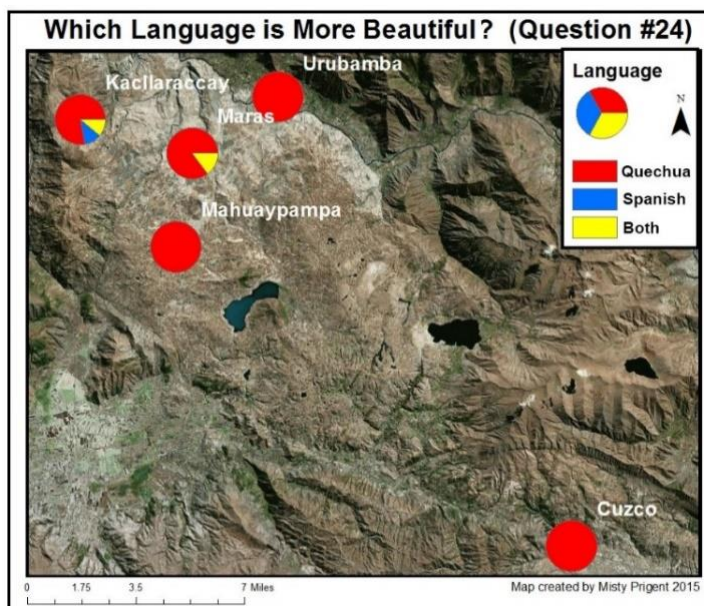 Which Language is More Beautiful? (Question #24)
Urubamba
Kacllaraccay
Maras
Mahuaypampa
Cuzco
Language
N
Quechua
Spanish
Both
0 1.75 3.5 7 Miles
Map created by Misty Prigent 2015